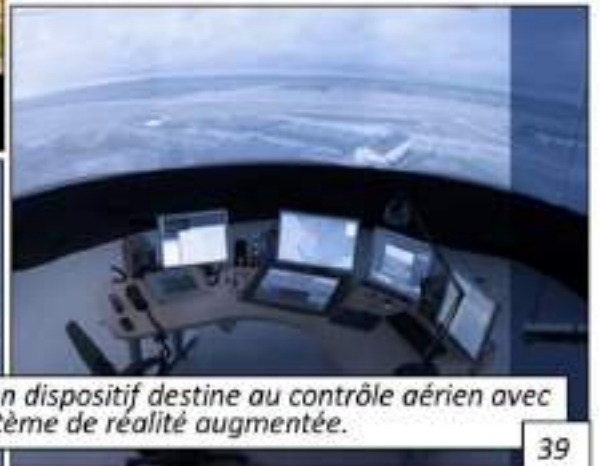 n dispositif destine au contrôle aérien avec
tème de réalité augmentée.
39